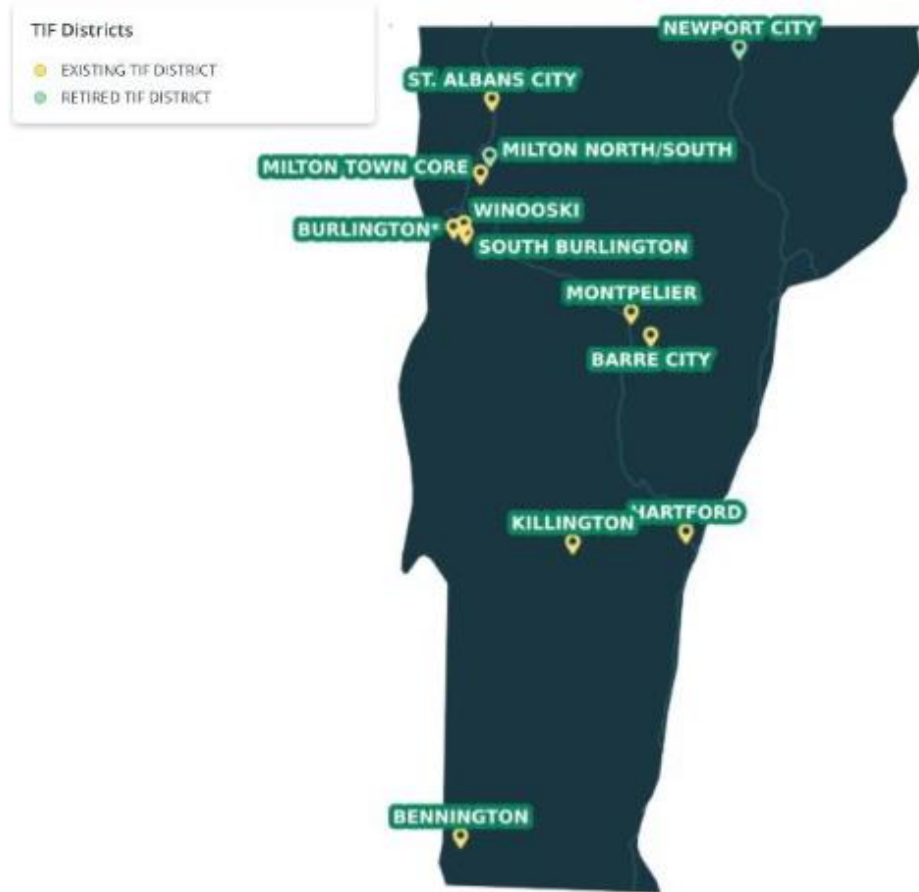 TIF Districts
EXISTING TIF DISTRICT
RETIRED TIF DISTRICT
NEWPORT CITY
ST. ALBANS CITY
MILTON NORTH/SOUTH
MILTON TOWN CORE
WINOOSKI
BURLINGTON*
SOUTH BURLINGTON
MONTPELIER
BARRE CITY
HARTFORD
KILLINGTON
BENNINGTON